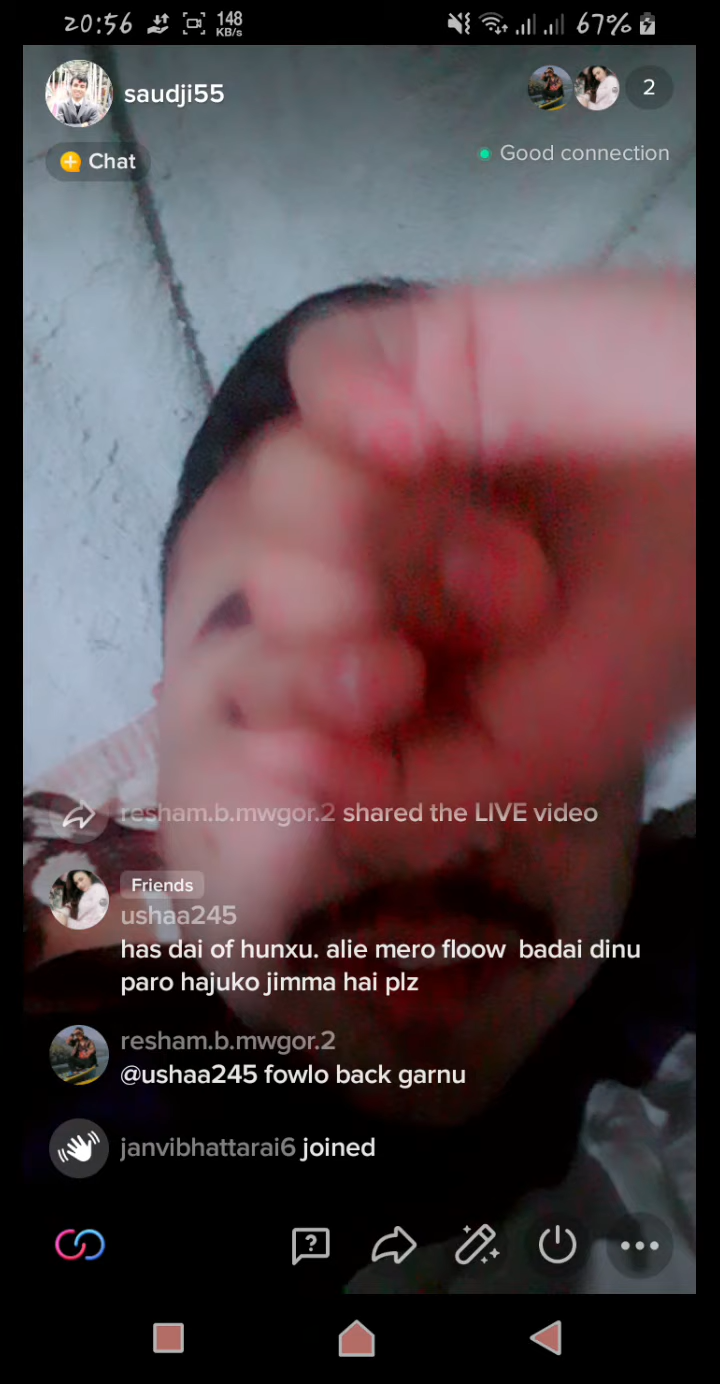 20:56 148 KB/s 67%
saudji55 2
Chat
Good connection
resham.b.mwgor.2 shared the LIVE video
Friends
ushaa245
has dai of hunxu. alie mero floow badai dinu
paro hajuko jimma hai plz
resham.b.mwgor.2
@ushaa245 fowlo back garnu
janvibhattarai6 joined